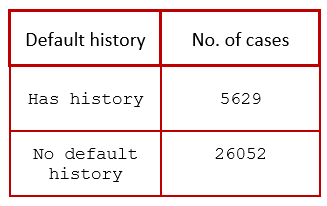 Default history No. of cases
Has history 5629
No default 26052
history